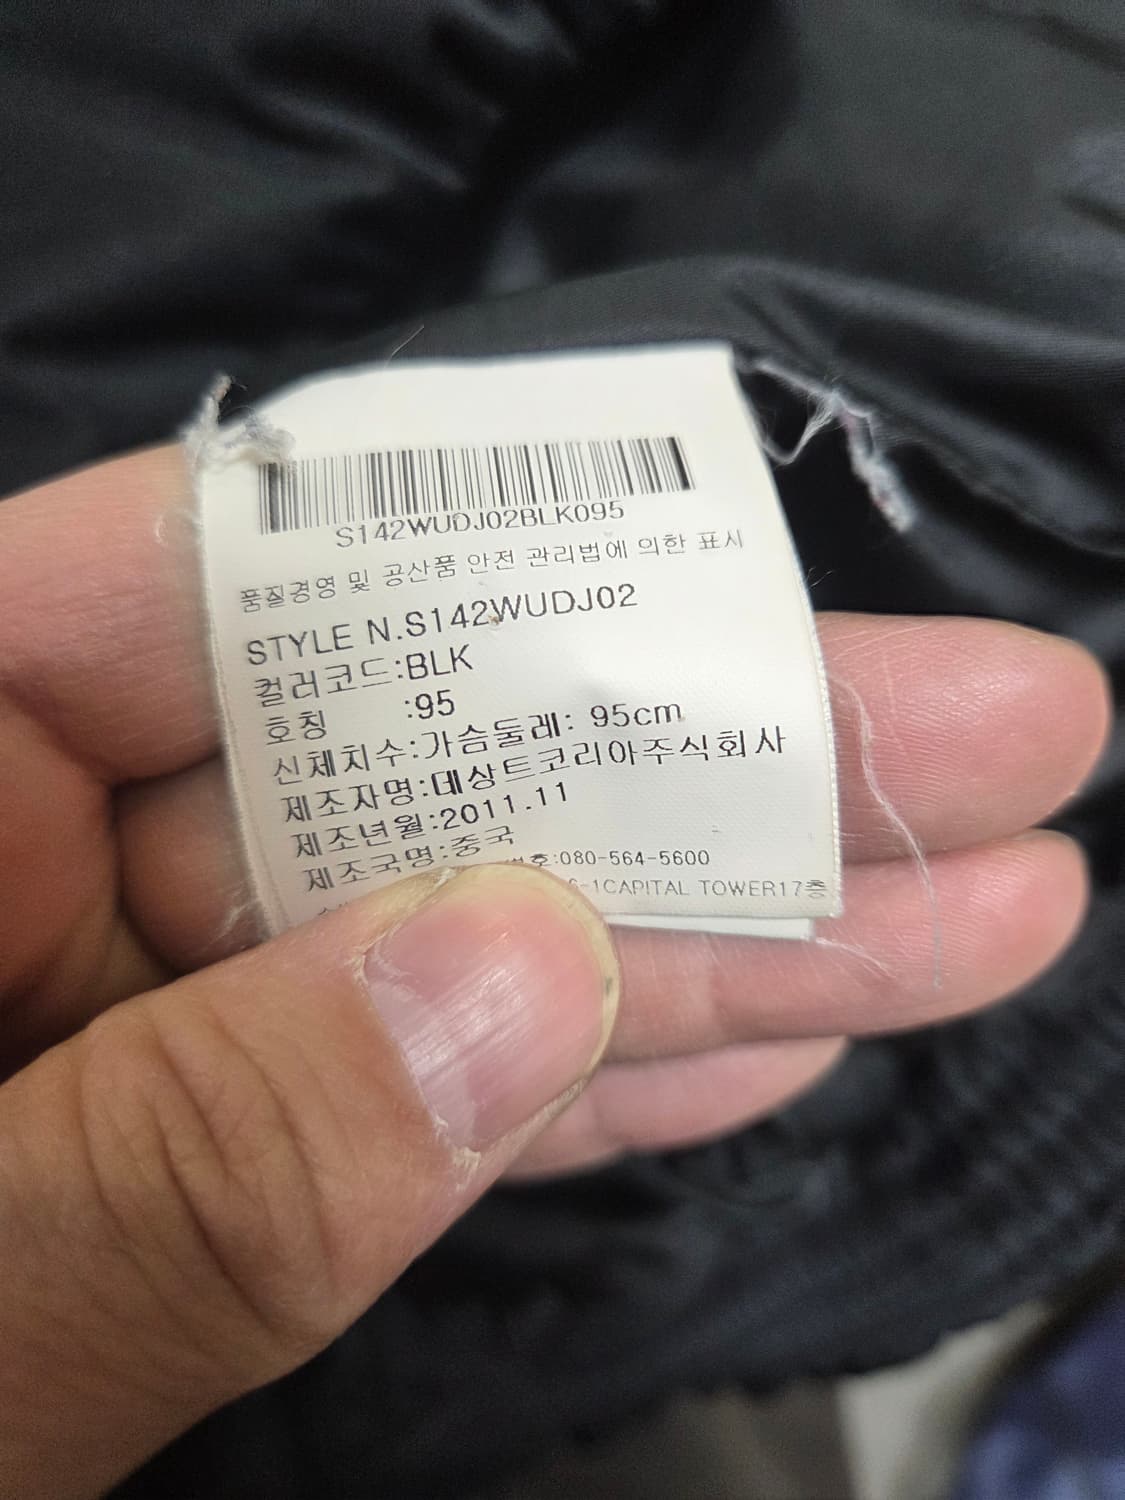 S142WUDJ02BLK095
품질경영 및 공산품 안전 관리법에 의한 표시
STYLE N.S142WUDJ02
컬러코드:BLK
호칭 :95
신체치수:가슴둘레: 95cm
제조자명:데상트코리아주식회사
제조년월:2011.11
제조국명:중국
호:080-564-5600
6-1CAPITAL TOWER17층